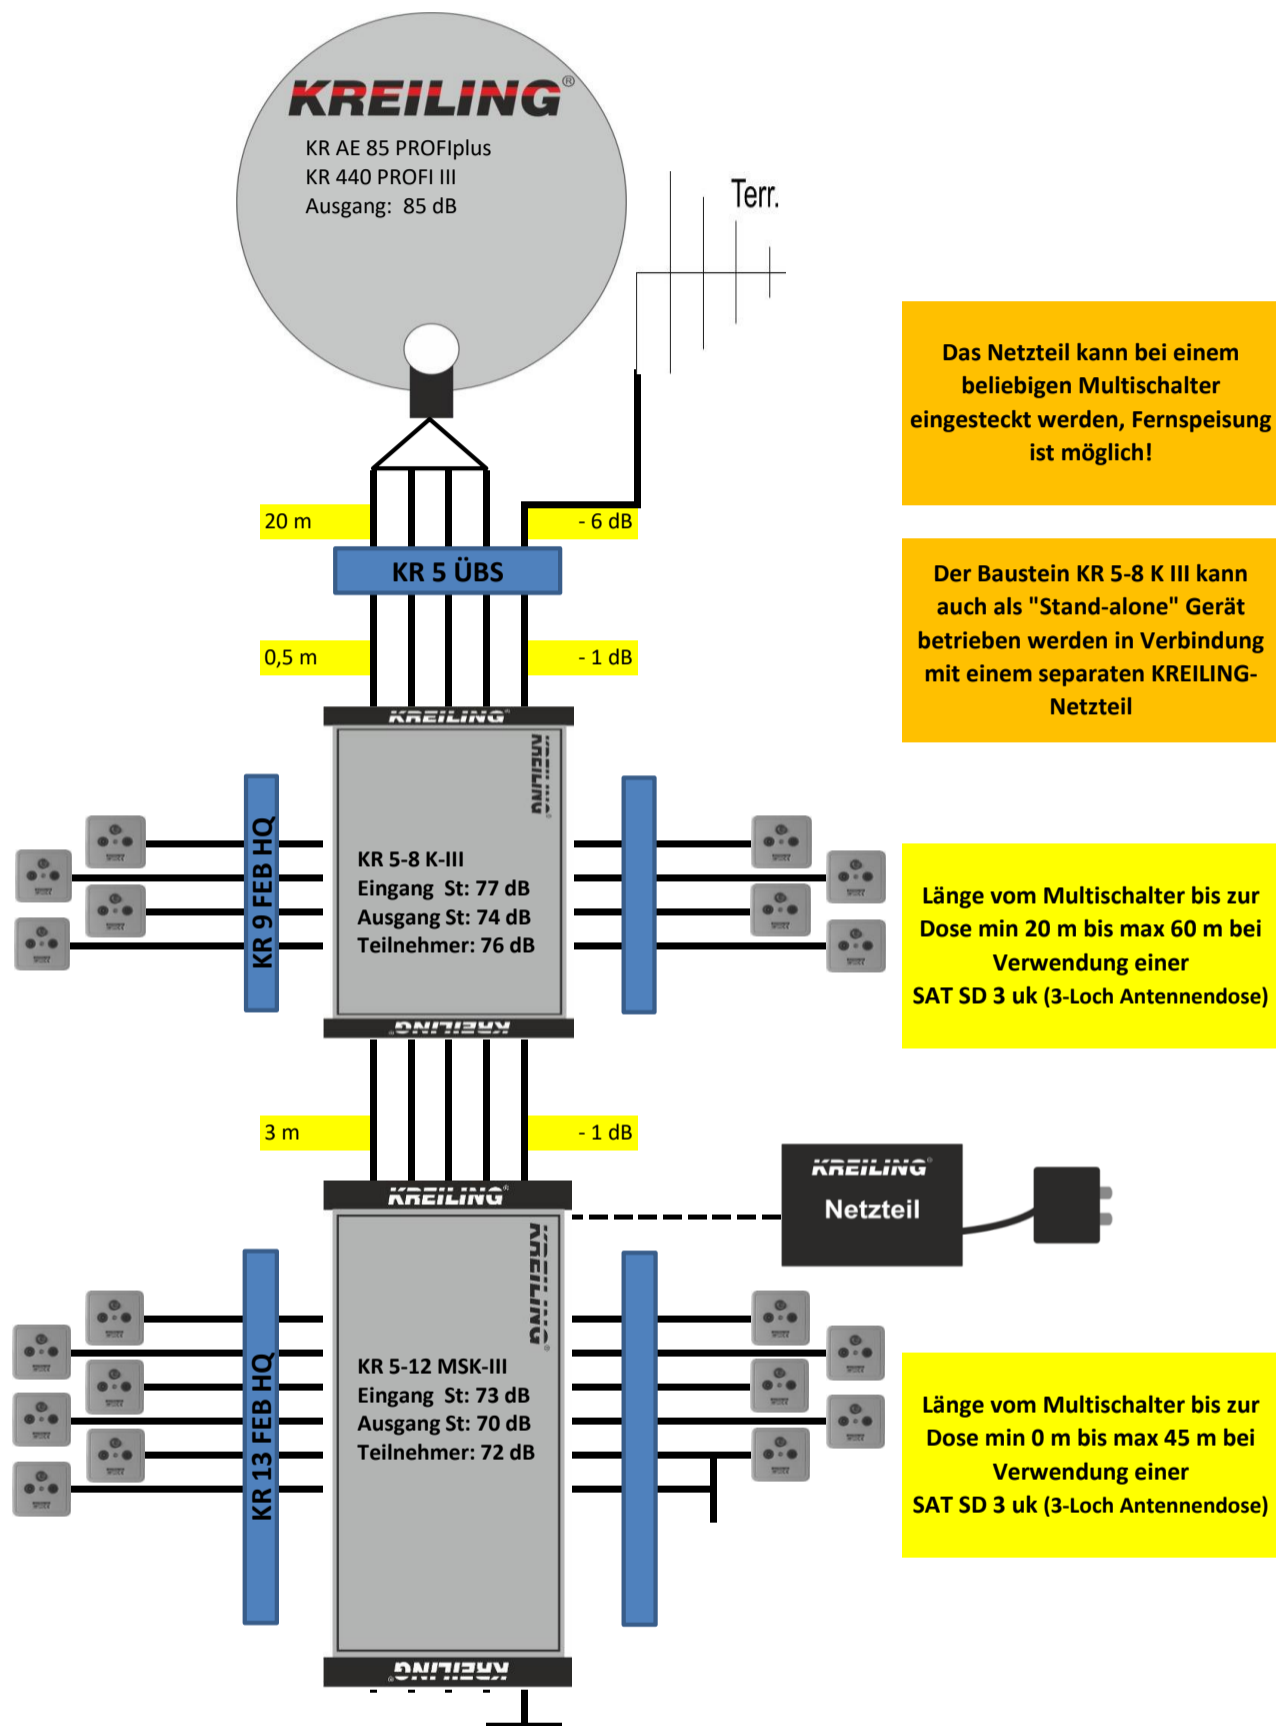 KREILING®
KR AE 85 PROFIplus
KR 440 PROFI III
Ausgang: 85 dB
Terr.
Das Netzteil kann bei einem
beliebigen Multischalter
eingesteckt werden, Fernspeisung
ist möglich!
20 m
- 6 dB
KR 5 ÜBS
Der Baustein KR 5-8 K III kann
auch als "Stand-alone" Gerät
betrieben werden in Verbindung
mit einem separaten KREILING-
Netzteil
0,5 m
- 1 dB
KREILING
KREILING®
KR 9 FEB HQ
KR 5-8 K-III
Eingang St: 77 dB
Ausgang St: 74 dB
Teilnehmer: 76 dB
Länge vom Multischalter bis zur
Dose min 20 m bis max 60 m bei
Verwendung einer
SAT SD 3 uk (3-Loch Antennendose)
KREILING®
3 m
- 1 dB
KREILING®
KREILING®
Netzteil
KREILING®
KR 13 FEB HQ
KR 5-12 MSK-III
Eingang St: 73 dB
Ausgang St: 70 dB
Teilnehmer: 72 dB
Länge vom Multischalter bis zur
Dose min 0 m bis max 45 m bei
Verwendung einer
SAT SD 3 uk (3-Loch Antennendose)
KREILING®